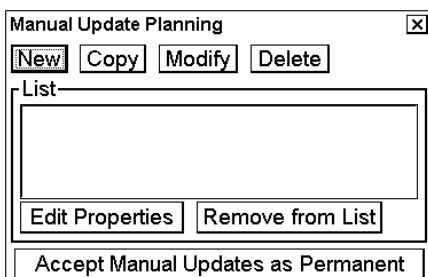 Manual Update Planning
New Copy Modify Delete
List
Edit Properties Remove from List
Accept Manual Updates as Permanent